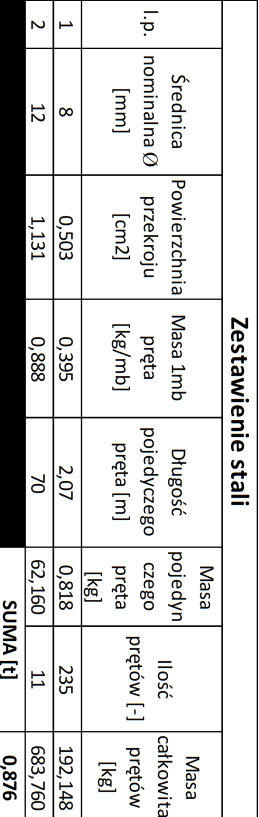 Zestawienie stali
l.p.
Średnica
nominalna Ø
[mm]
Powierzchnia
przekroju
[cm2]
Masa 1mb
pręta
[kg/mb]
Długość
pojedyczego
pręta [m]
Masa
pojedyn
czego
pręta
[kg]
Ilość
prętów [-]
Masa
całkowita
prętów
[kg]
1 8 0,503 0,395 2,07 0,818 235 192,148
2 12 1,131 0,888 70 62,160 11 683,760
SUMA [t] 0,876